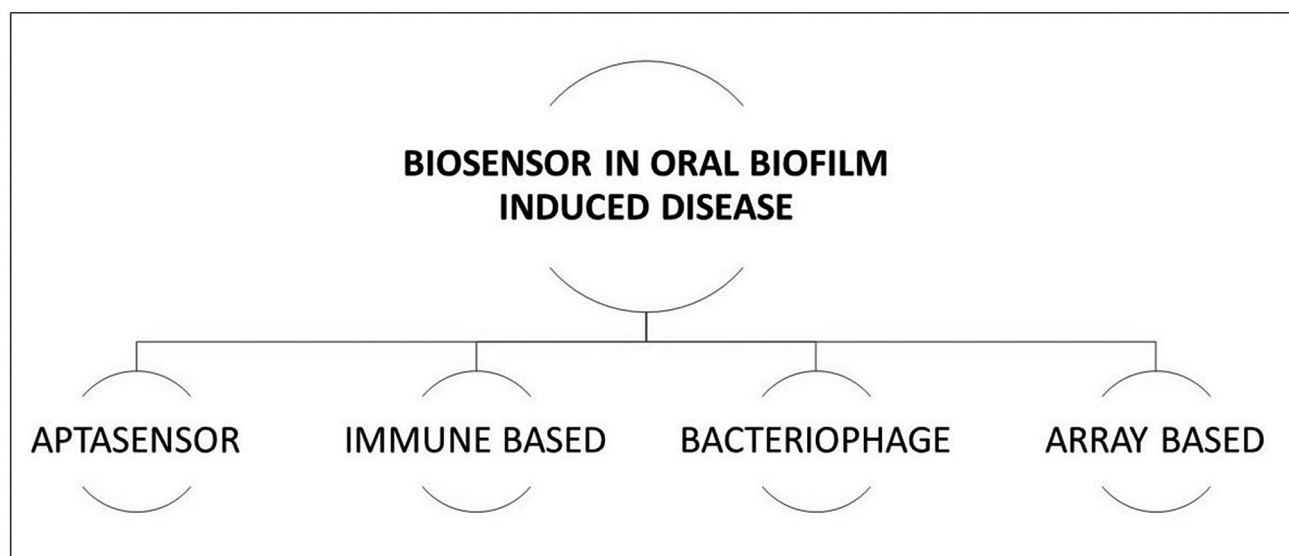 BIOSENSOR IN ORAL BIOFILM
INDUCED DISEASE
APTASENSOR
IMMUNE BASED
BACTERIOPHAGE
ARRAY BASED